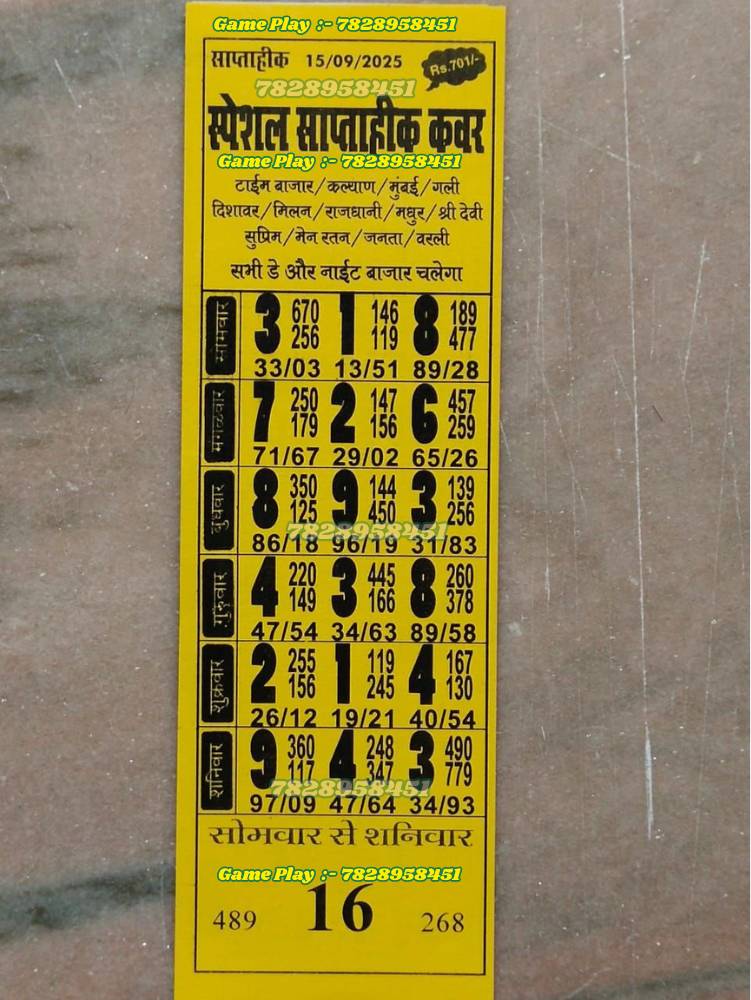 Game Play :- 7828958451
साप्ताहीक 15/09/2025 Rs.701/-
7828958451
स्पेशल साप्ताहीक कवर
Game Play :- 7828958451
टाईम बाजार/कल्याण/मुंबई/गली
दिशावर/मिलन/राजधानी/मधुर/श्री देवी
सुप्रिम/मेन रतन/जनता/वरली
सभी डे और नाईट बाजार चलेगा
सोमवार 3 670 256 1 146 119 8 189 477
33/03 13/51 89/28
मंगळवार 7 250 179 2 147 156 6 457 259
71/67 29/02 65/26
बुधवार 8 350 125 9 144 450 3 139 256
7828958451
86/18 96/19 31/83
गुरुवार 4 220 149 3 445 166 8 260 378
47/54 34/63 89/58
शुक्रवार 2 255 156 1 119 245 4 167 130
26/12 19/21 40/54
शनिवार 9 360 117 4 248 347 3 490 779
7828958451
97/09 47/64 34/93
सोमवार से शनिवार
Game Play :- 7828958451
489 16 268